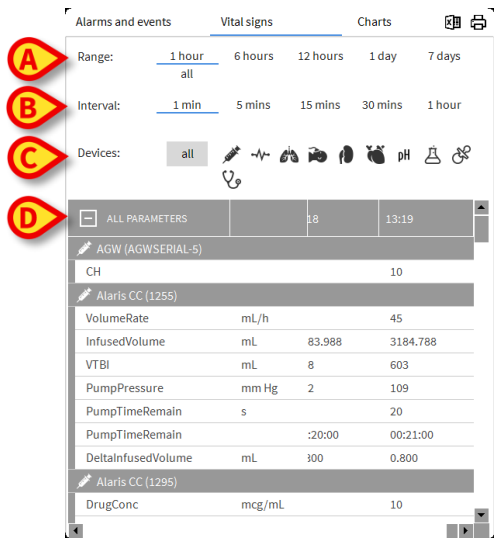 Alarms and events Vital signs Charts
A Range: 1 hour 6 hours 12 hours 1 day 7 days
all
B Interval: 1 min 5 mins 15 mins 30 mins 1 hour
C Devices: all pH
D ALL PARAMETERS 18 13:19
AGW (AGWSERIAL-5)
CH 10
Alaris CC (1255)
VolumeRate mL/h 45
InfusedVolume mL 83.988 3184.788
VTBI mL 8 603
PumpPressure mm Hg 2 109
PumpTimeRemain s 20
PumpTimeRemain :20:00 00:21:00
DeltaInfusedVolume mL 300 0.800
Alaris CC (1295)
DrugConc mcg/mL 10